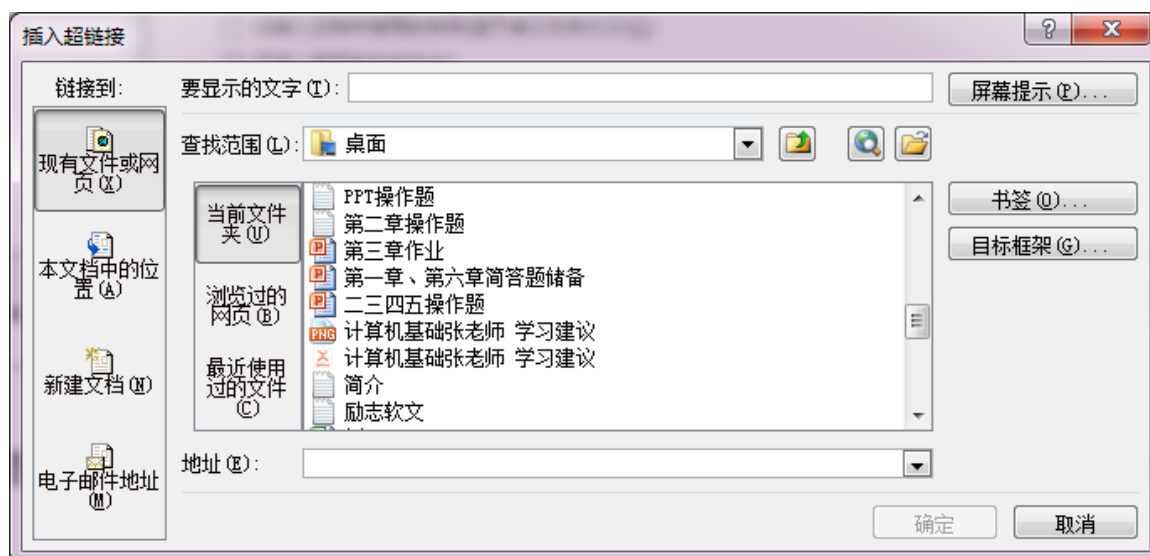 插入超链接
链接到:
要显示的文字(T):
屏幕提示(P)...
现有文件或网
页(X)
查找范围(L):
桌面
当前文件
夹(U)
PPT操作题
第二章操作题
第三章作业
第一章、第六章简答题储备
二三四五操作题
计算机基础张老师 学习建议
计算机基础张老师 学习建议
简介
励志软文
书签(O)...
目标框架(G)...
本文档中的位
置(A)
浏览过的
网页(B)
新建文档(N)
最近使用
过的文件
(C)
电子邮件地址
(M)
地址(E):
确定
取消
PNG